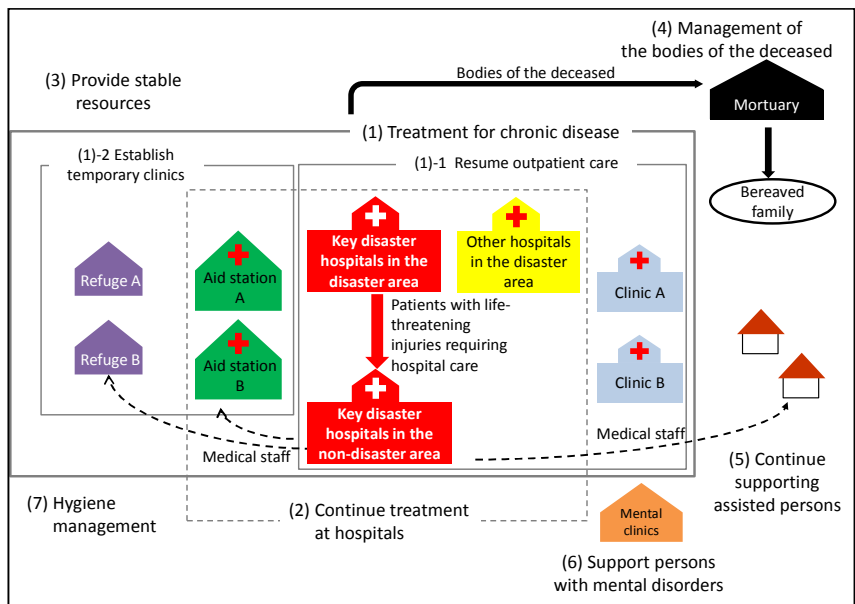 (4) Management of
the bodies of the deceased
(3) Provide stable
resources
Bodies of the deceased
Mortuary
(1) Treatment for chronic disease
(1)-2 Establish
temporary clinics
(1)-1 Resume outpatient care
Bereaved
family
Key disaster
hospitals in the
disaster area
Other hospitals
in the disaster
area
Refuge A
Aid station
A
Clinic A
Patients with life-
threatening
injuries requiring
hospital care
Refuge B
Aid station
B
Clinic B
Key disaster
hospitals in the
non-disaster area
Medical staff
Medical staff
(5) Continue
supporting
assisted persons
(7) Hygiene
management
(2) Continue treatment
at hospitals
Mental
clinics
(6) Support persons
with mental disorders